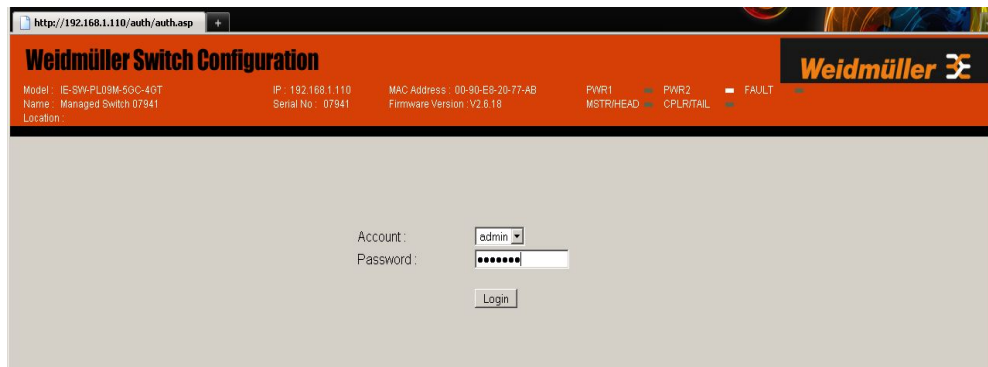 http://192.168.1.110/auth/auth.asp +
Weidmüller Switch Configuration
Weidmüller
Model : IE-SW-PL09M-5GC-4GT IP : 192.168.1.110 MAC Address : 00-90-E8-20-77-AB PWR1 PWR2 FAULT
Name : Managed Switch 07941 Serial No : 07941 Firmware Version : V2.6.18 MSTR/HEAD CPLR/TAIL
Location :
Account : admin
Password : •••••••
Login